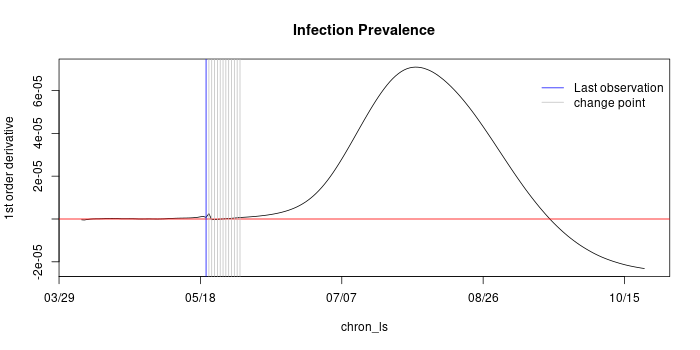 Infection Prevalence
1st order derivative
6e-05
4e-05
2e-05
-2e-05
Last observation
change point
03/29
05/18
07/07
08/26
10/15
chron_ls